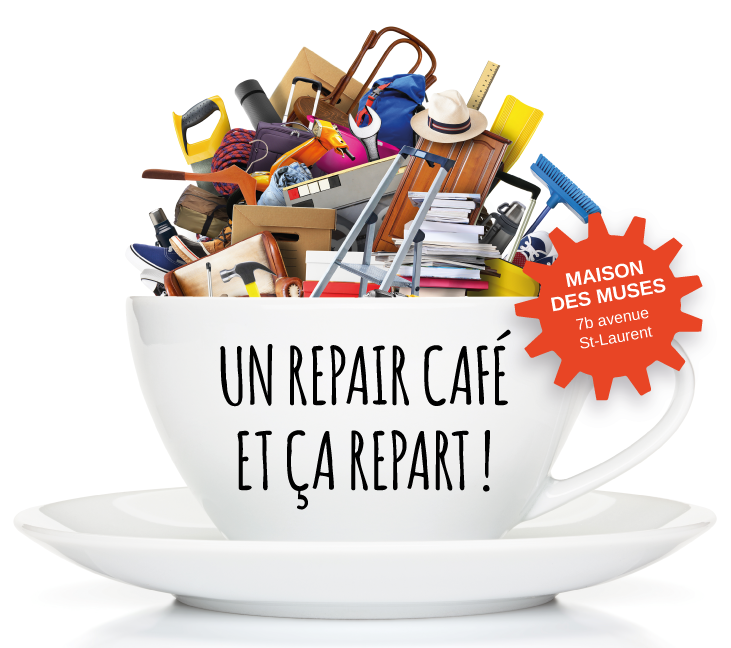 MAISON
DES MUSES
7b avenue
St-Laurent
UN REPAIR CAFÉ
ET ÇA REPART !